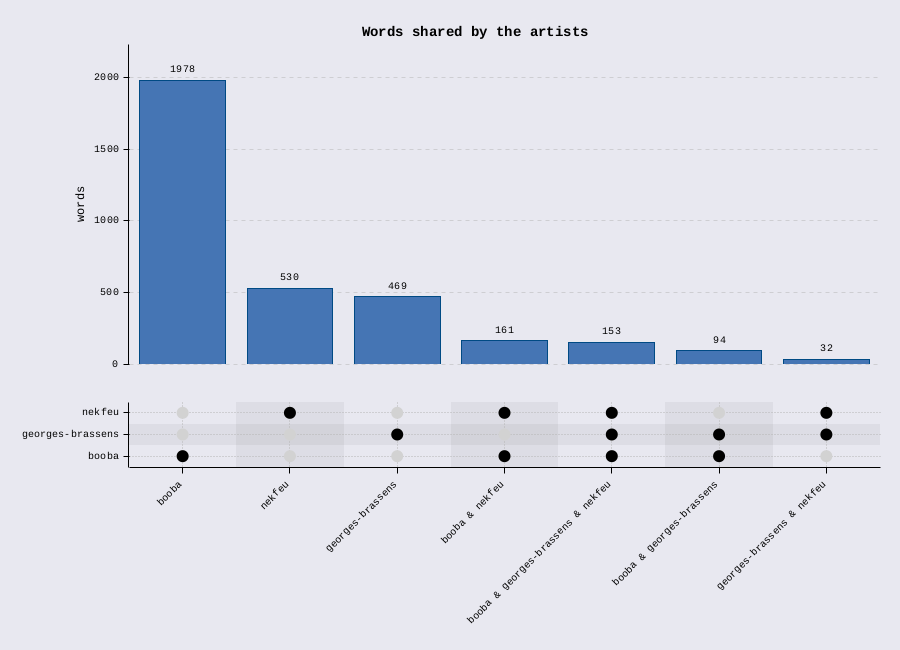 Words shared by the artists
words
2000
1500
1000
500
0
1978
530
469
161
153
94
32
nekfeu
georges-brassens
booba
booba
nekfeu
georges-brassens
booba & nekfeu
booba & georges-brassens & nekfeu
booba & georges-brassens
georges-brassens & nekfeu